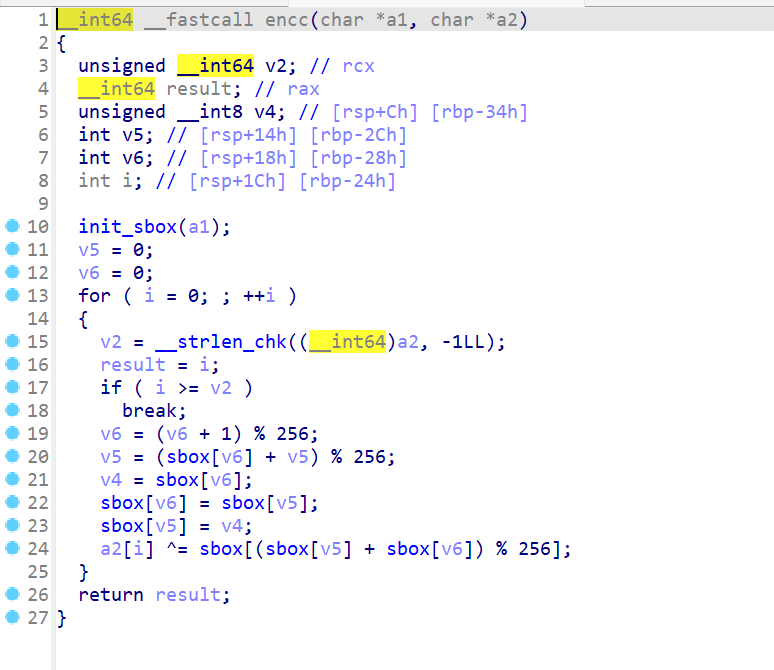 1 __int64 __fastcall encc(char *a1, char *a2)
2 {
3   unsigned __int64 v2; // rcx
4   __int64 result; // rax
5   unsigned __int8 v4; // [rsp+Ch] [rbp-34h]
6   int v5; // [rsp+14h] [rbp-2Ch]
7   int v6; // [rsp+18h] [rbp-28h]
8   int i; // [rsp+1Ch] [rbp-24h]
9
10   init_sbox(a1);
11   v5 = 0;
12   v6 = 0;
13   for ( i = 0; ; ++i )
14   {
15     v2 = __strlen_chk((__int64)a2, -1LL);
16     result = i;
17     if ( i >= v2 )
18       break;
19     v6 = (v6 + 1) % 256;
20     v5 = (sbox[v6] + v5) % 256;
21     v4 = sbox[v6];
22     sbox[v6] = sbox[v5];
23     sbox[v5] = v4;
24     a2[i] ^= sbox[(sbox[v5] + sbox[v6]) % 256];
25   }
26   return result;
27 }